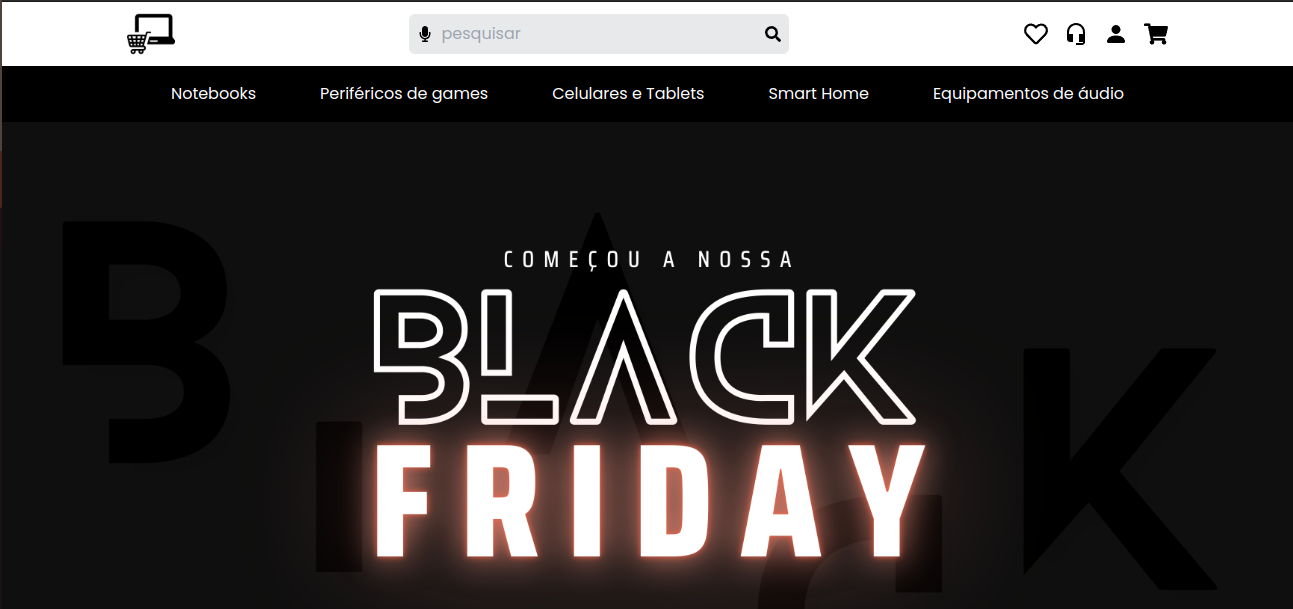 pesquisar
Notebooks Periféricos de games Celulares e Tablets Smart Home Equipamentos de áudio
COMEÇOU A NOSSA
BLACK
FRIDAY